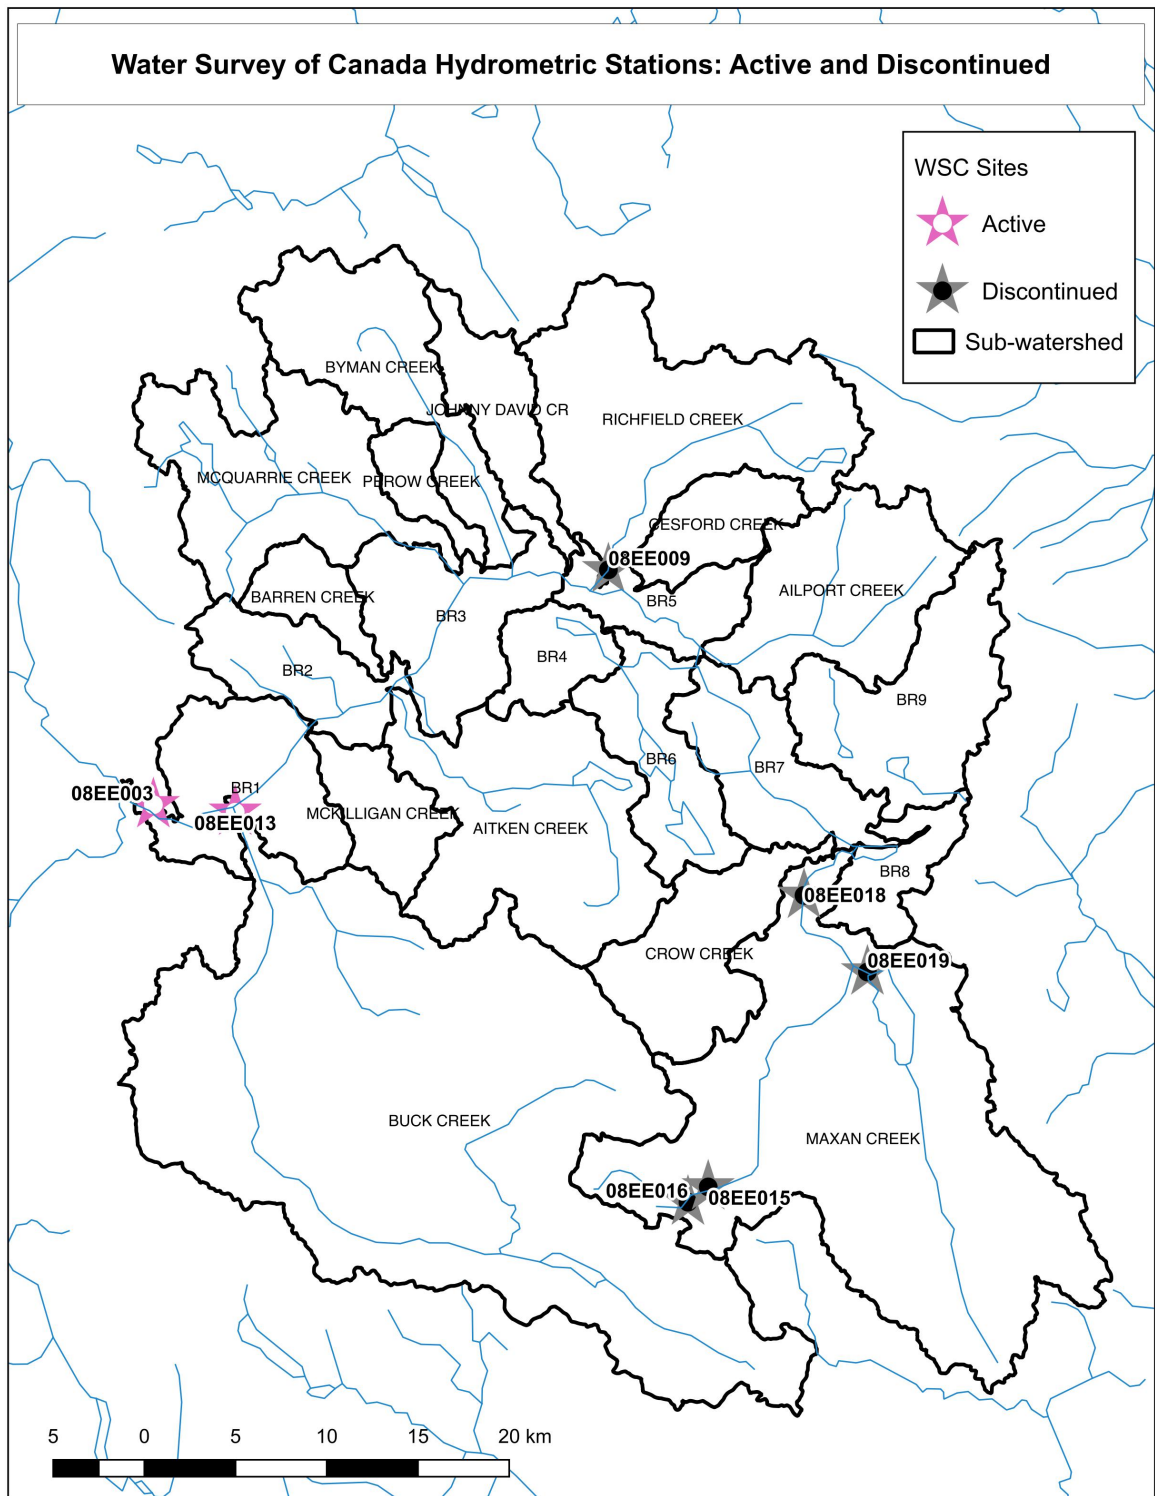 Water Survey of Canada Hydrometric Stations: Active and Discontinued
WSC Sites
Active
Discontinued
Sub-watershed
BYMAN CREEK
JOHNNY DAVID CR
RICHFIELD CREEK
MCQUARRIE CREEK
PEROW CREEK
CESFORD CREEK
08EE009
BARREN CREEK
BR3
BR5
AILPORT CREEK
BR4
BR2
BR9
BR6
BR7
08EE003
BR1
08EE013
MCKILLIGAN CREEK
AITKEN CREEK
BR8
08EE018
CROW CREEK
08EE019
BUCK CREEK
MAXAN CREEK
08EE016
08EE015
5 0 5 10 15 20 km